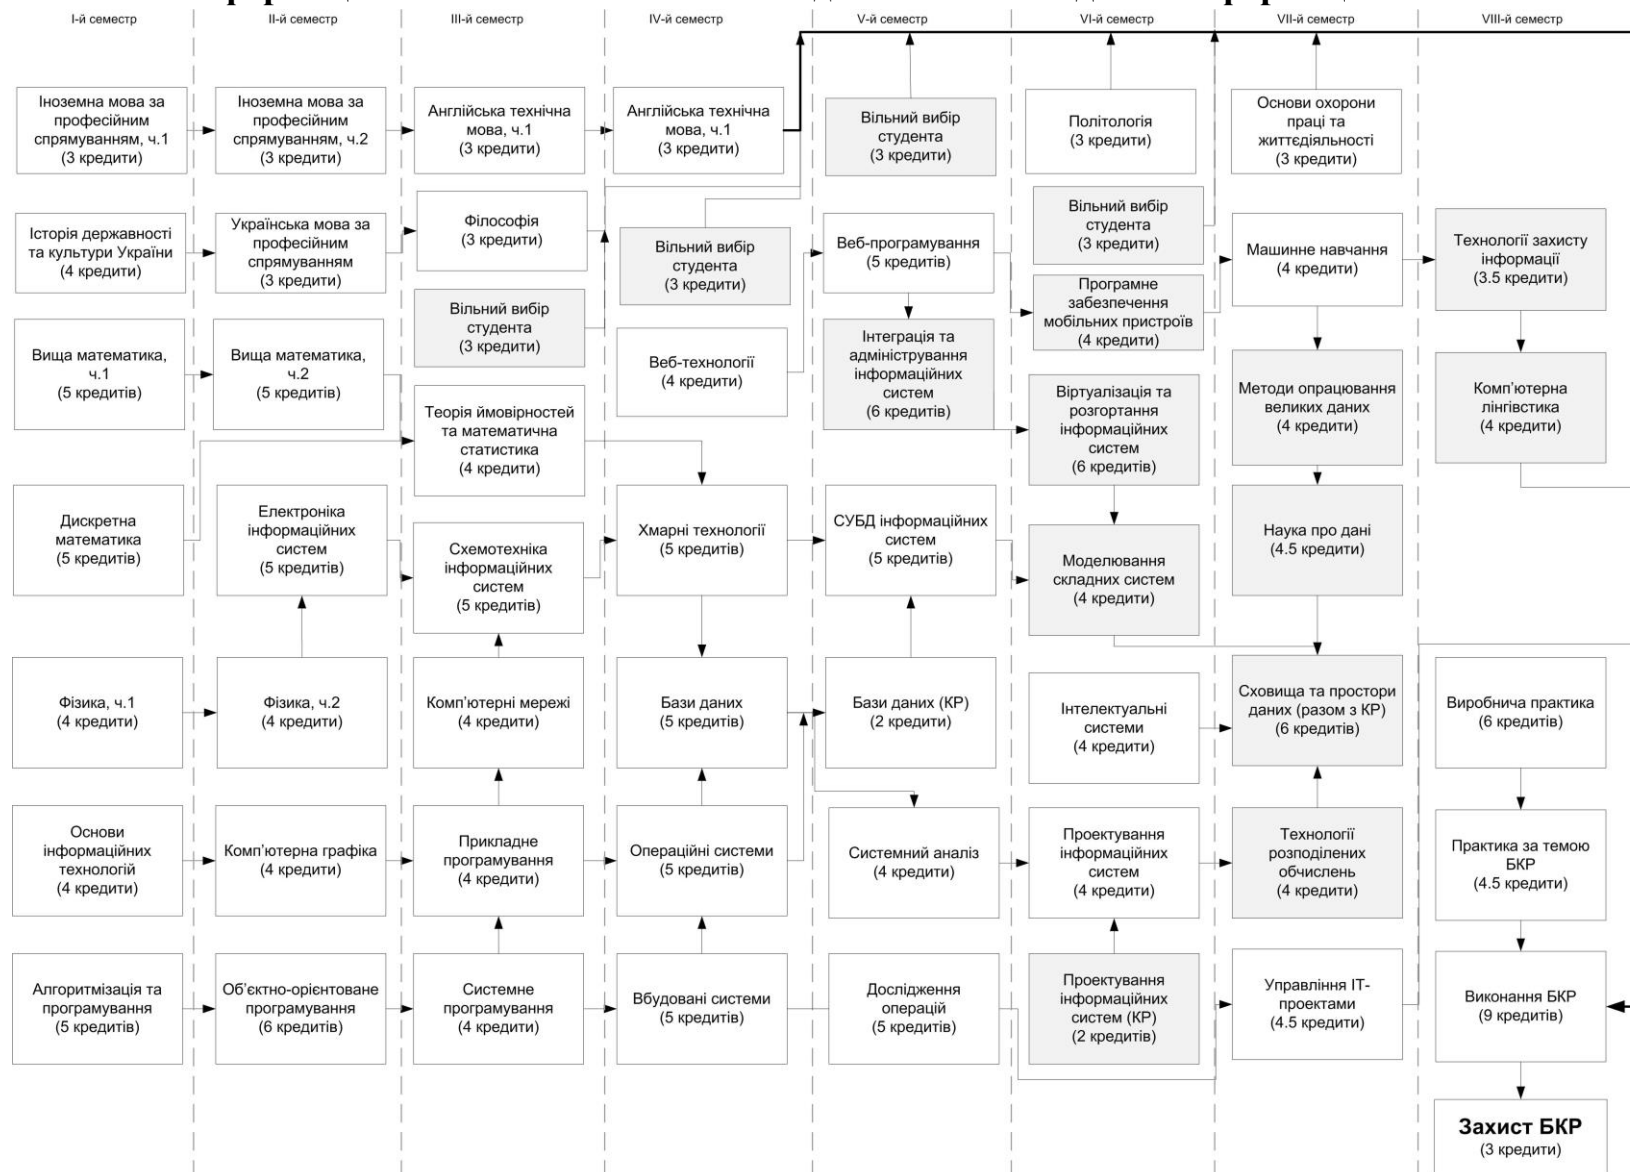 І-й семестр
ІІ-й семестр
ІІІ-й семестр
IV-й семестр
V-й семестр
VI-й семестр
VII-й семестр
VIII-й семестр
Іноземна мова за
професійним
спрямуванням, ч.1
(3 кредити)
Іноземна мова за
професійним
спрямуванням, ч.2
(3 кредити)
Англійська технічна
мова, ч.1
(3 кредити)
Англійська технічна
мова, ч.1
(3 кредити)
Вільний вибір
студента
(3 кредити)
Політологія
(3 кредити)
Основи охорони
праці та
життєдіяльності
(3 кредити)
Історія державності
та культури України
(4 кредити)
Українська мова за
професійним
спрямуванням
(3 кредити)
Філософія
(3 кредити)
Вільний вибір
студента
(3 кредити)
Вільний вибір
студента
(3 кредити)
Веб-програмування
(5 кредитів)
Вільний вибір
студента
(3 кредити)
Програмне
забезпечення
мобільних пристроїв
(4 кредити)
Машинне навчання
(4 кредити)
Технології захисту
інформації
(3.5 кредити)
Вища математика,
ч.1
(5 кредитів)
Вища математика,
ч.2
(5 кредитів)
Теорія ймовірностей
та математична
статистика
(4 кредити)
Веб-технології
(4 кредити)
Інтеграція та
адміністрування
інформаційних
систем
(6 кредитів)
Віртуалізація та
розгортання
інформаційних
систем
(6 кредитів)
Методи опрацювання
великих даних
(4 кредити)
Комп’ютерна
лінгвістика
(4 кредити)
Дискретна
математика
(5 кредитів)
Електроніка
інформаційних
систем
(5 кредитів)
Схемотехніка
інформаційних
систем
(5 кредитів)
Хмарні технології
(5 кредитів)
СУБД інформаційних
систем
(5 кредитів)
Моделювання
складних систем
(4 кредити)
Наука про дані
(4.5 кредити)
Фізика, ч.1
(4 кредити)
Фізика, ч.2
(4 кредити)
Комп’ютерні мережі
(4 кредити)
Бази даних
(5 кредитів)
Бази даних (КР)
(2 кредити)
Інтелектуальні
системи
(4 кредити)
Сховища та простори
даних (разом з КР)
(6 кредитів)
Виробнича практика
(6 кредитів)
Основи
інформаційних
технологій
(4 кредити)
Комп’ютерна графіка
(4 кредити)
Прикладне
програмування
(4 кредити)
Операційні системи
(5 кредитів)
Системний аналіз
(4 кредити)
Проектування
інформаційних
систем
(4 кредити)
Технології
розподілених
обчислень
(4 кредити)
Практика за темою
БКР
(4.5 кредити)
Алгоритмізація та
програмування
(5 кредитів)
Об’єктно-орієнтоване
програмування
(6 кредитів)
Системне
програмування
(4 кредити)
Вбудовані системи
(5 кредитів)
Дослідження
операцій
(5 кредитів)
Проектування
інформаційних
систем (КР)
(2 кредити)
Управління ІТ-
проектами
(4.5 кредити)
Виконання БКР
(9 кредитів)
Захист БКР
(3 кредити)